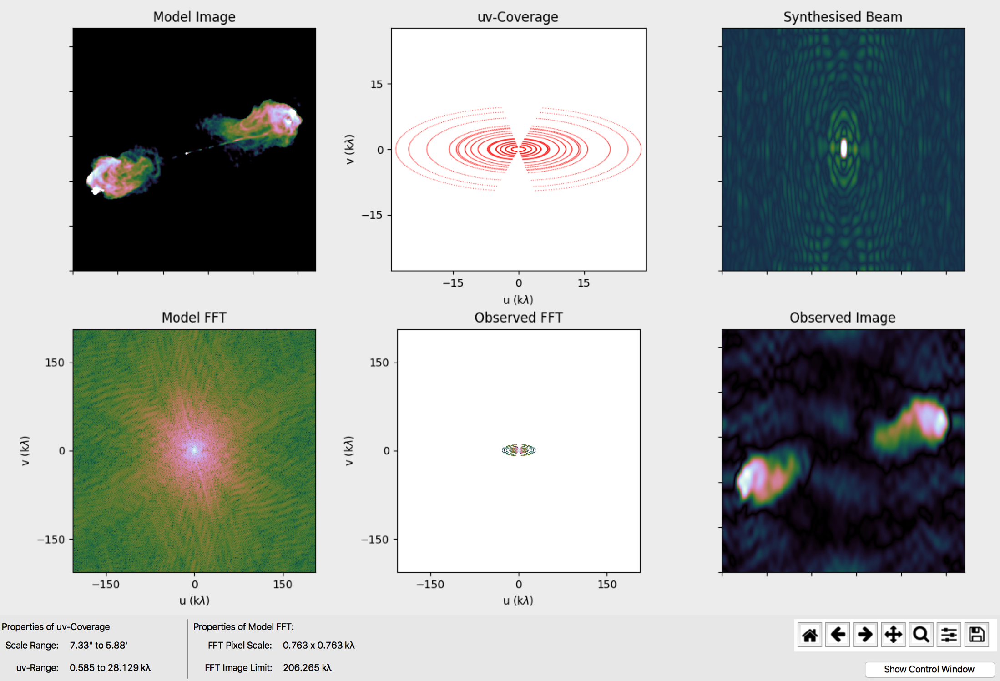 Model Image
uv-Coverage
Synthesised Beam
15
0
−15
v (kλ)
−15 0 15
u (kλ)
Model FFT
Observed FFT
Observed Image
150
0
−150
v (kλ)
−150 0 150
u (kλ)
150
0
−150
v (kλ)
−150 0 150
u (kλ)
Properties of uv-Coverage
Scale Range: 7.33" to 5.88'
uv-Range: 0.585 to 28.129 kλ
Properties of Model FFT:
FFT Pixel Scale: 0.763 x 0.763 kλ
FFT Image Limit: 206.265 kλ
Show Control Window